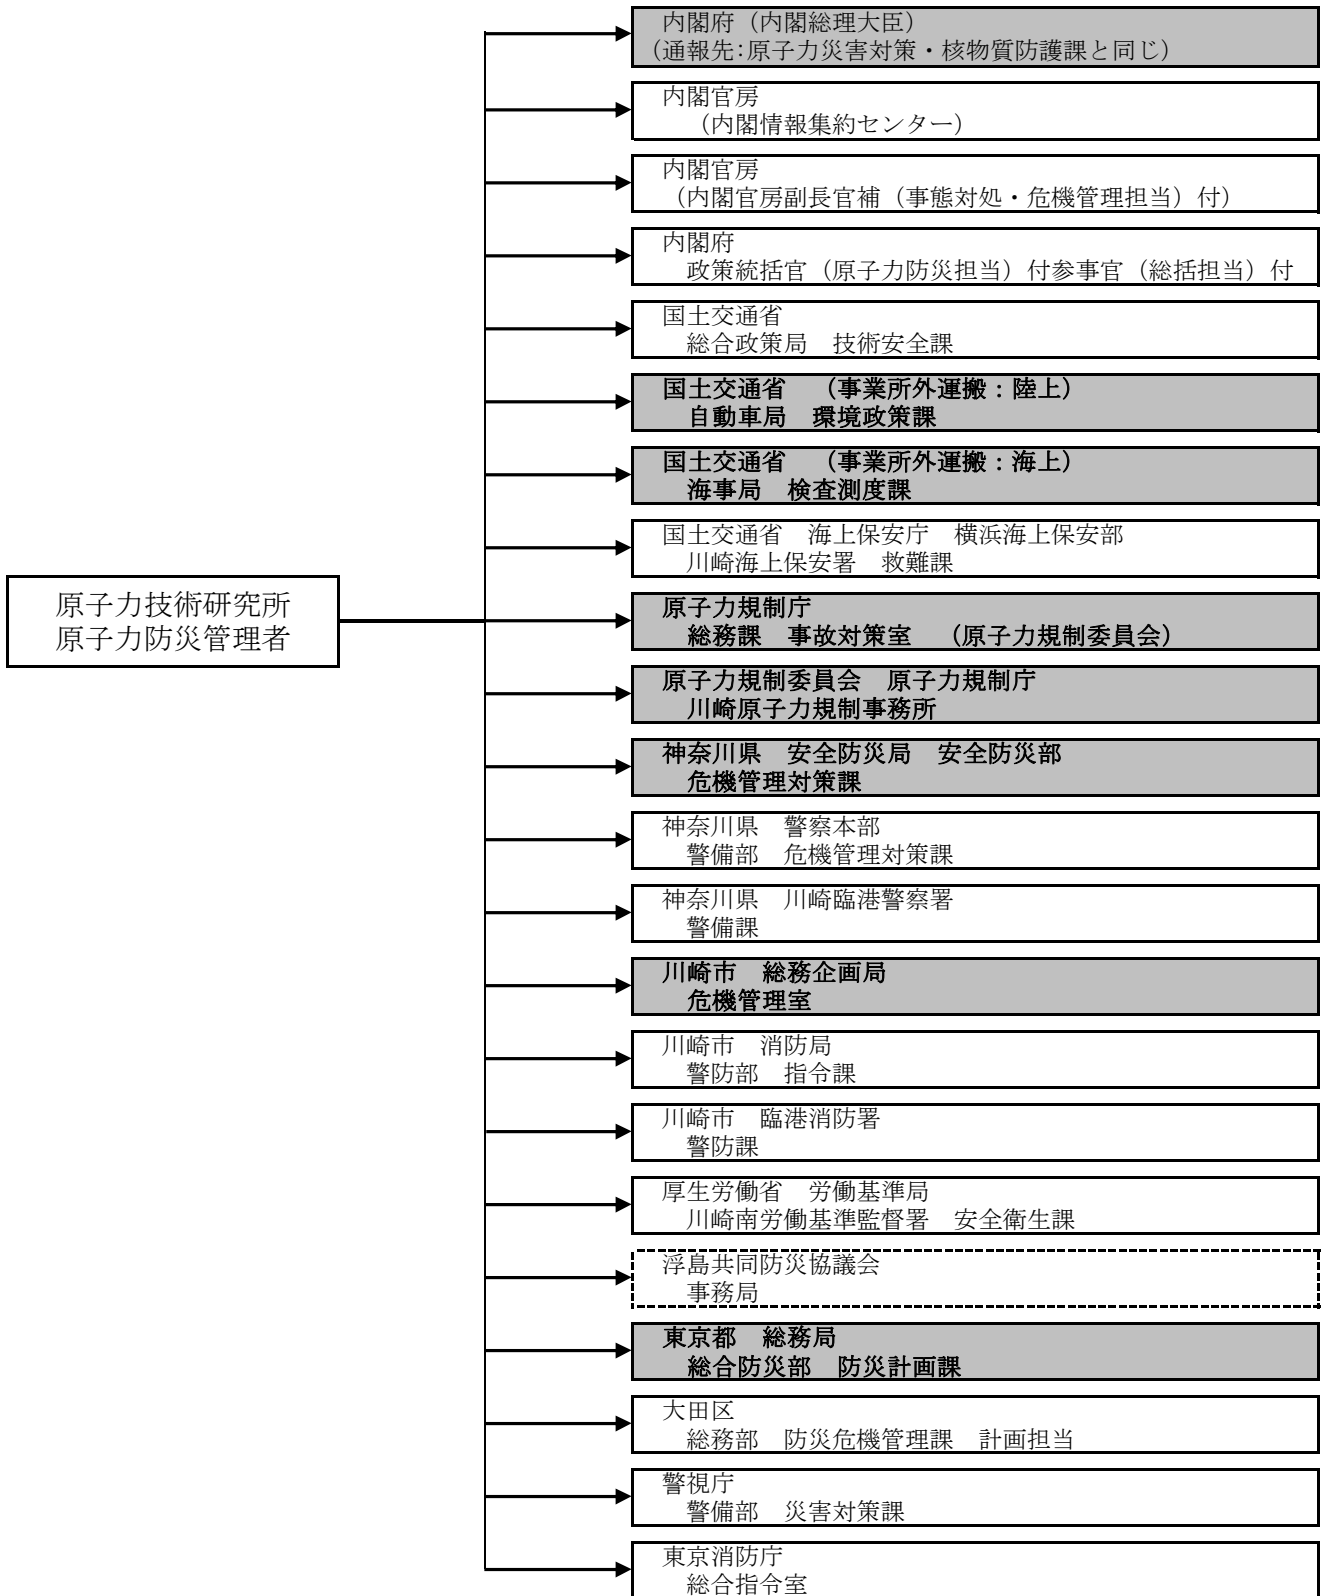 内閣府（内閣総理大臣）
（通報先:原子力災害対策・核物質防護課と同じ）
内閣官房
（内閣情報集約センター）
内閣官房
（内閣官房副長官補（事態対処・危機管理担当）付）
内閣府
政策統括官（原子力防災担当）付参事官（総括担当）付
国土交通省
総合政策局　技術安全課
国土交通省　（事業所外運搬：陸上）
自動車局　環境政策課
国土交通省　（事業所外運搬：海上）
海事局　検査測度課
国土交通省　海上保安庁　横浜海上保安部
川崎海上保安署　救難課
原子力技術研究所
原子力防災管理者
原子力規制庁
総務課　事故対策室　（原子力規制委員会）
原子力規制委員会　原子力規制庁
川崎原子力規制事務所
神奈川県　安全防災局　安全防災部
危機管理対策課
神奈川県　警察本部
警備部　危機管理対策課
神奈川県　川崎臨港警察署
警備課
川崎市　総務企画局
危機管理室
川崎市　消防局
警防部　指令課
川崎市　臨港消防署
警防課
厚生労働省　労働基準局
川崎南労働基準監督署　安全衛生課
浮島共同防災協議会
事務局
東京都　総務局
総合防災部　防災計画課
大田区
総務部　防災危機管理課　計画担当
警視庁
警備部　災害対策課
東京消防庁
総合指令室